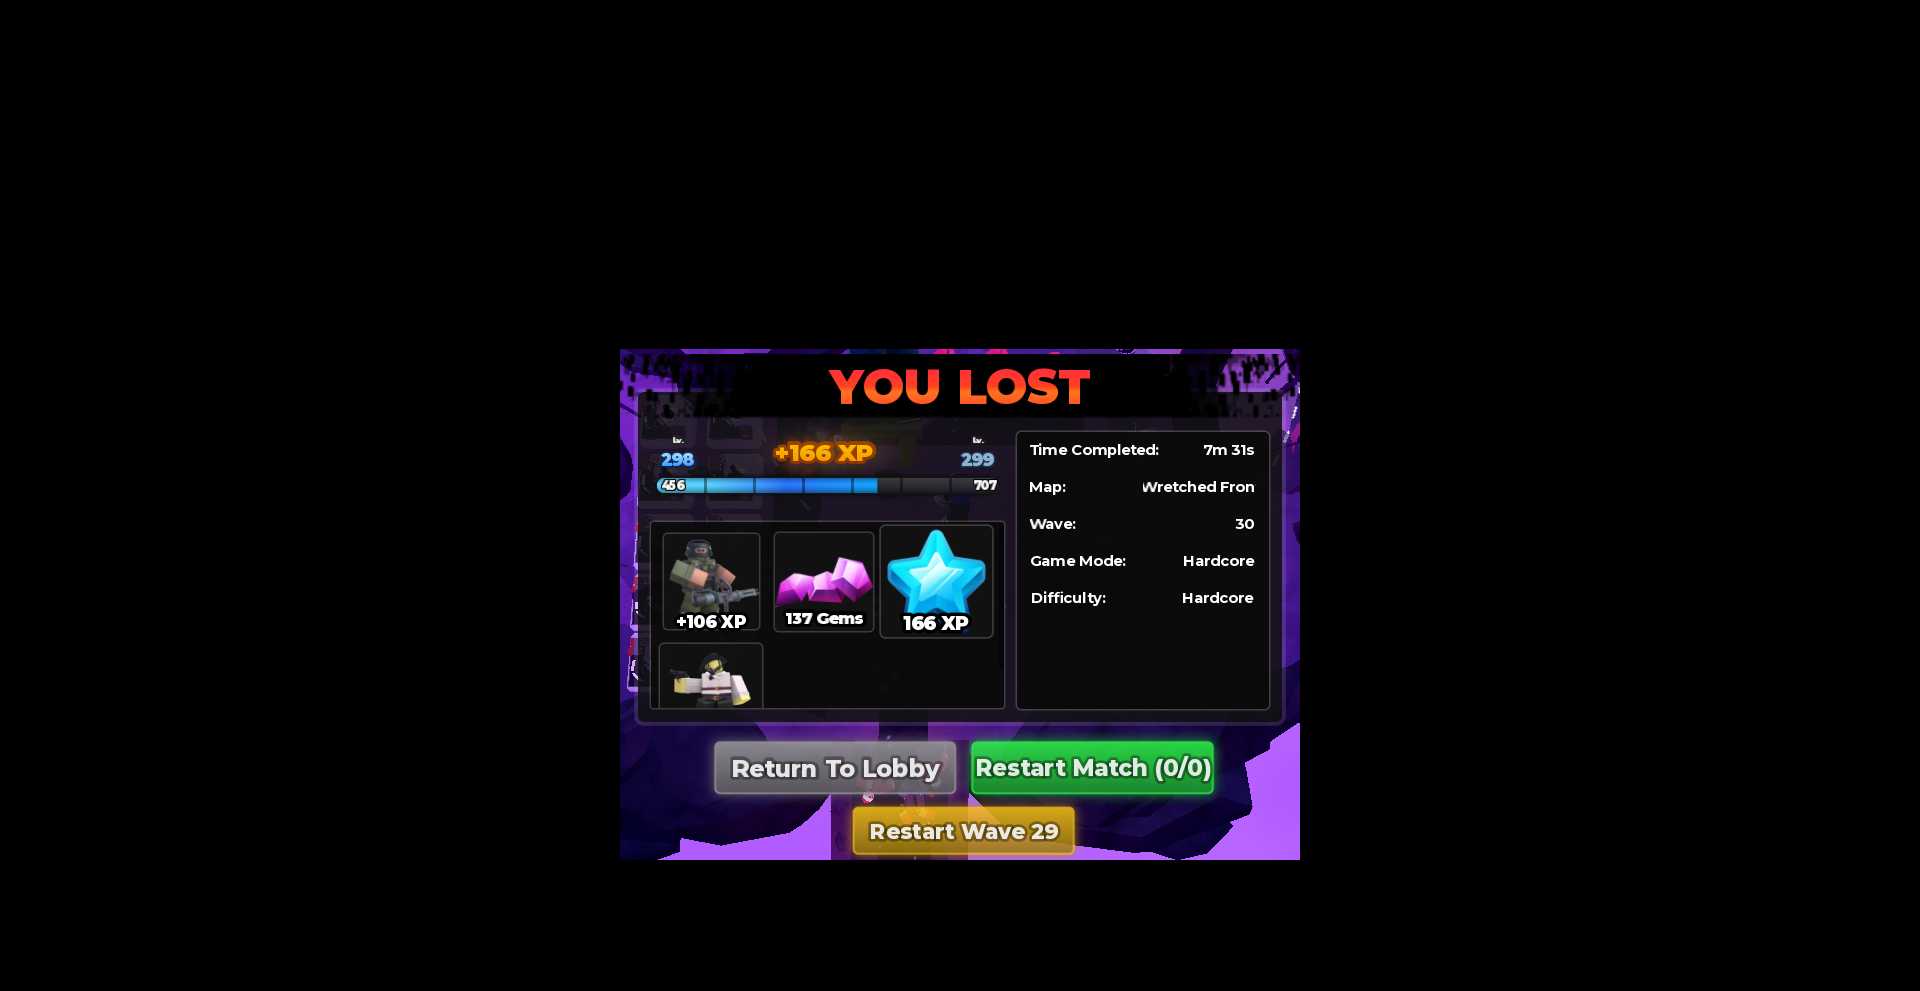 YOU LOST
Lv.
298
+166 XP
Lv.
299
456
707
+106 XP
137 Gems
166 XP
Time Completed: 7m 31s
Map: Wretched Fron
Wave: 30
Game Mode: Hardcore
Difficulty: Hardcore
Return To Lobby
Restart Match (0/0)
Restart Wave 29